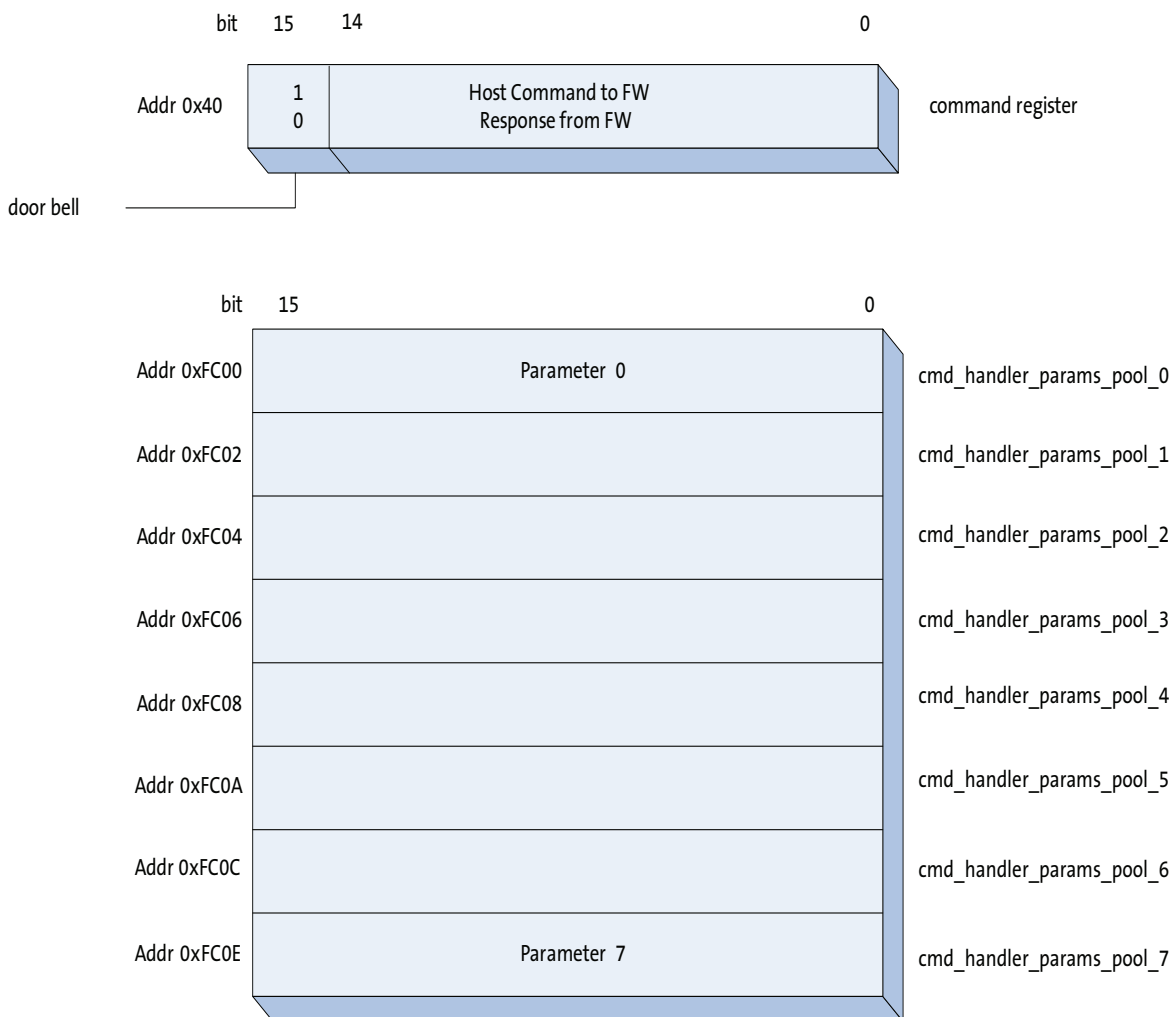 bit 15 14 0
Addr 0x40 1 Host Command to FW command register
0 Response from FW
door bell
bit 15 0
Addr 0xFC00 Parameter 0 cmd_handler_params_pool_0
Addr 0xFC02 cmd_handler_params_pool_1
Addr 0xFC04 cmd_handler_params_pool_2
Addr 0xFC06 cmd_handler_params_pool_3
Addr 0xFC08 cmd_handler_params_pool_4
Addr 0xFC0A cmd_handler_params_pool_5
Addr 0xFC0C cmd_handler_params_pool_6
Addr 0xFC0E Parameter 7 cmd_handler_params_pool_7